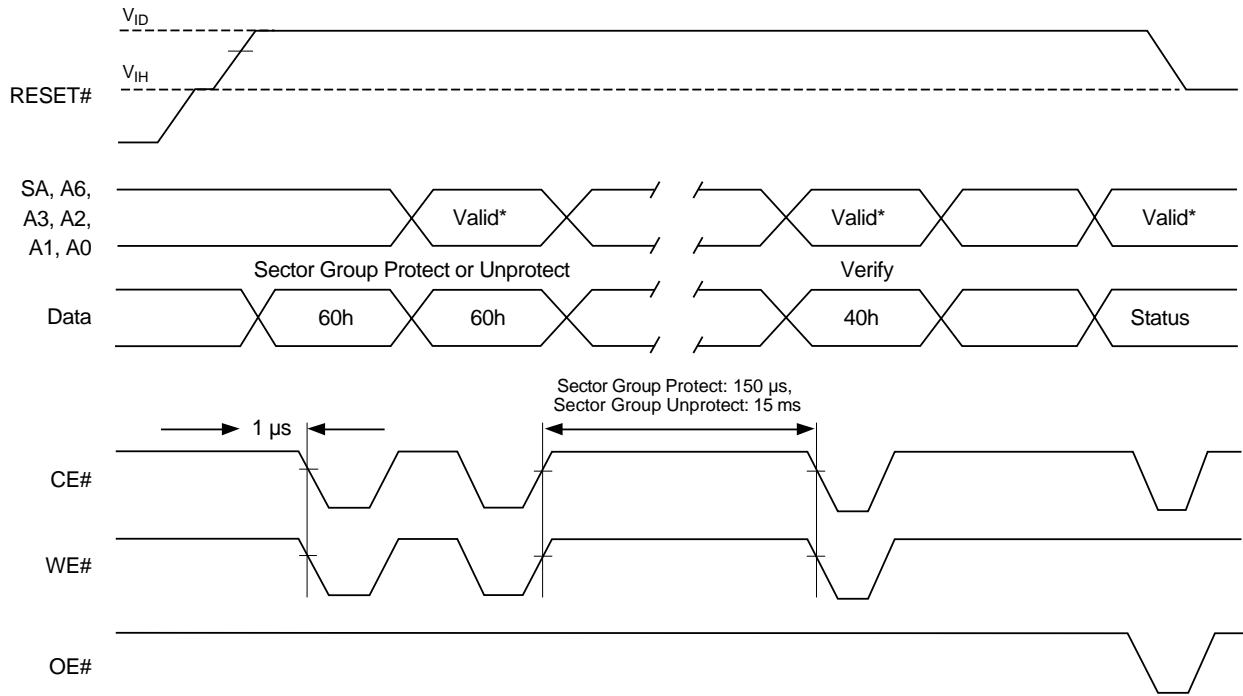 VID
VIH
RESET#
SA, A6,
A3, A2,
A1, A0
Valid*
Valid*
Valid*
Sector Group Protect or Unprotect
Verify
Data
60h
60h
40h
Status
Sector Group Protect: 150 µs,
Sector Group Unprotect: 15 ms
1 µs
CE#
WE#
OE#